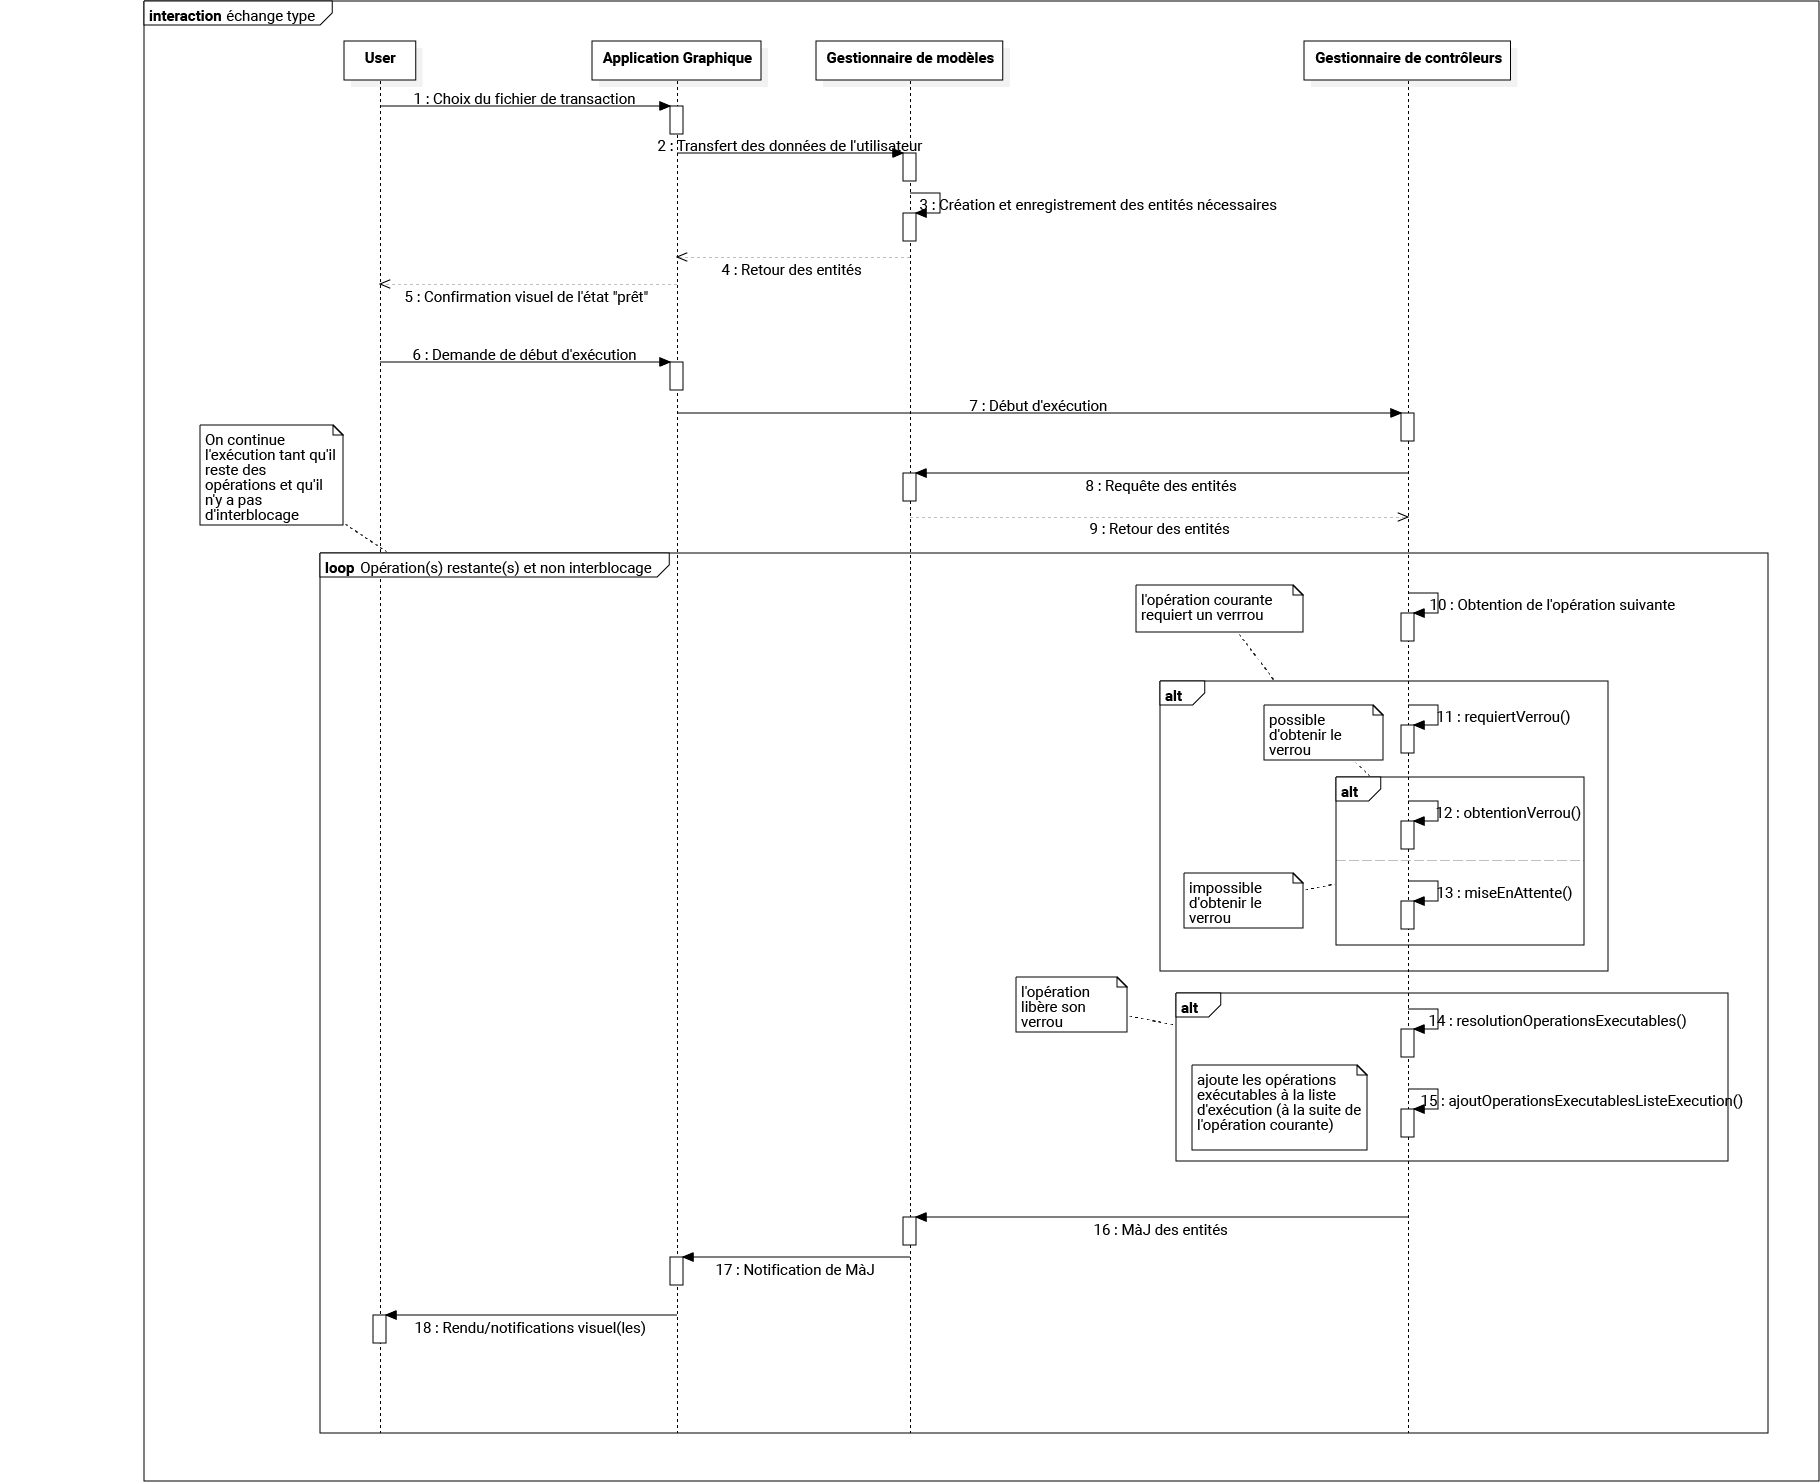 interaction échange type
User
Application Graphique
Gestionnaire de modèles
Gestionnaire de contrôleurs
1 : Choix du fichier de transaction
2 : Transfert des données de l'utilisateur
3 : Création et enregistrement des entités nécessaires
4 : Retour des entités
5 : Confirmation visuel de l'état "prêt"
6 : Demande de début d'exécution
7 : Début d'exécution
On continue
l'exécution tant qu'il
reste des
opérations et qu'il
n'y a pas
d'interblocage
8 : Requête des entités
9 : Retour des entités
loop Opération(s) restante(s) et non interblocage
l'opération courante
requiert un verrrou
10 : Obtention de l'opération suivante
alt
11 : requiertVerrou()
possible
d'obtenir le
verrou
alt
12 : obtentionVerrou()
impossible
d'obtenir le
verrou
13 : miseEnAttente()
l'opération
libère son
verrou
alt
14 : resolutionOperationsExecutables()
ajoute les opérations
exécutables à la liste
d'exécution (à la suite de
l'opération courante)
15 : ajoutOperationsExecutablesListeExecution()
16 : MàJ des entités
17 : Notification de MàJ
18 : Rendu/notifications visuel(les)